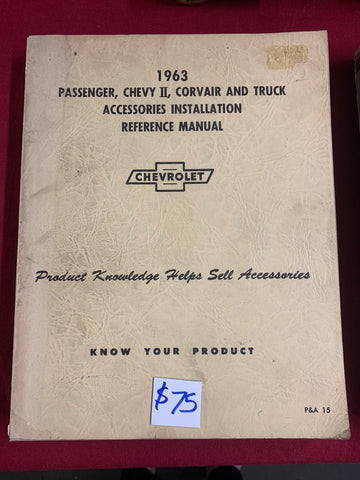 1963
PASSENGER, CHEVY II, CORVAIR AND TRUCK
ACCESSORIES INSTALLATION
REFERENCE MANUAL
CHEVROLET
Product Knowledge Helps Sell Accessories
KNOW YOUR PRODUCT
$75
P&A 15